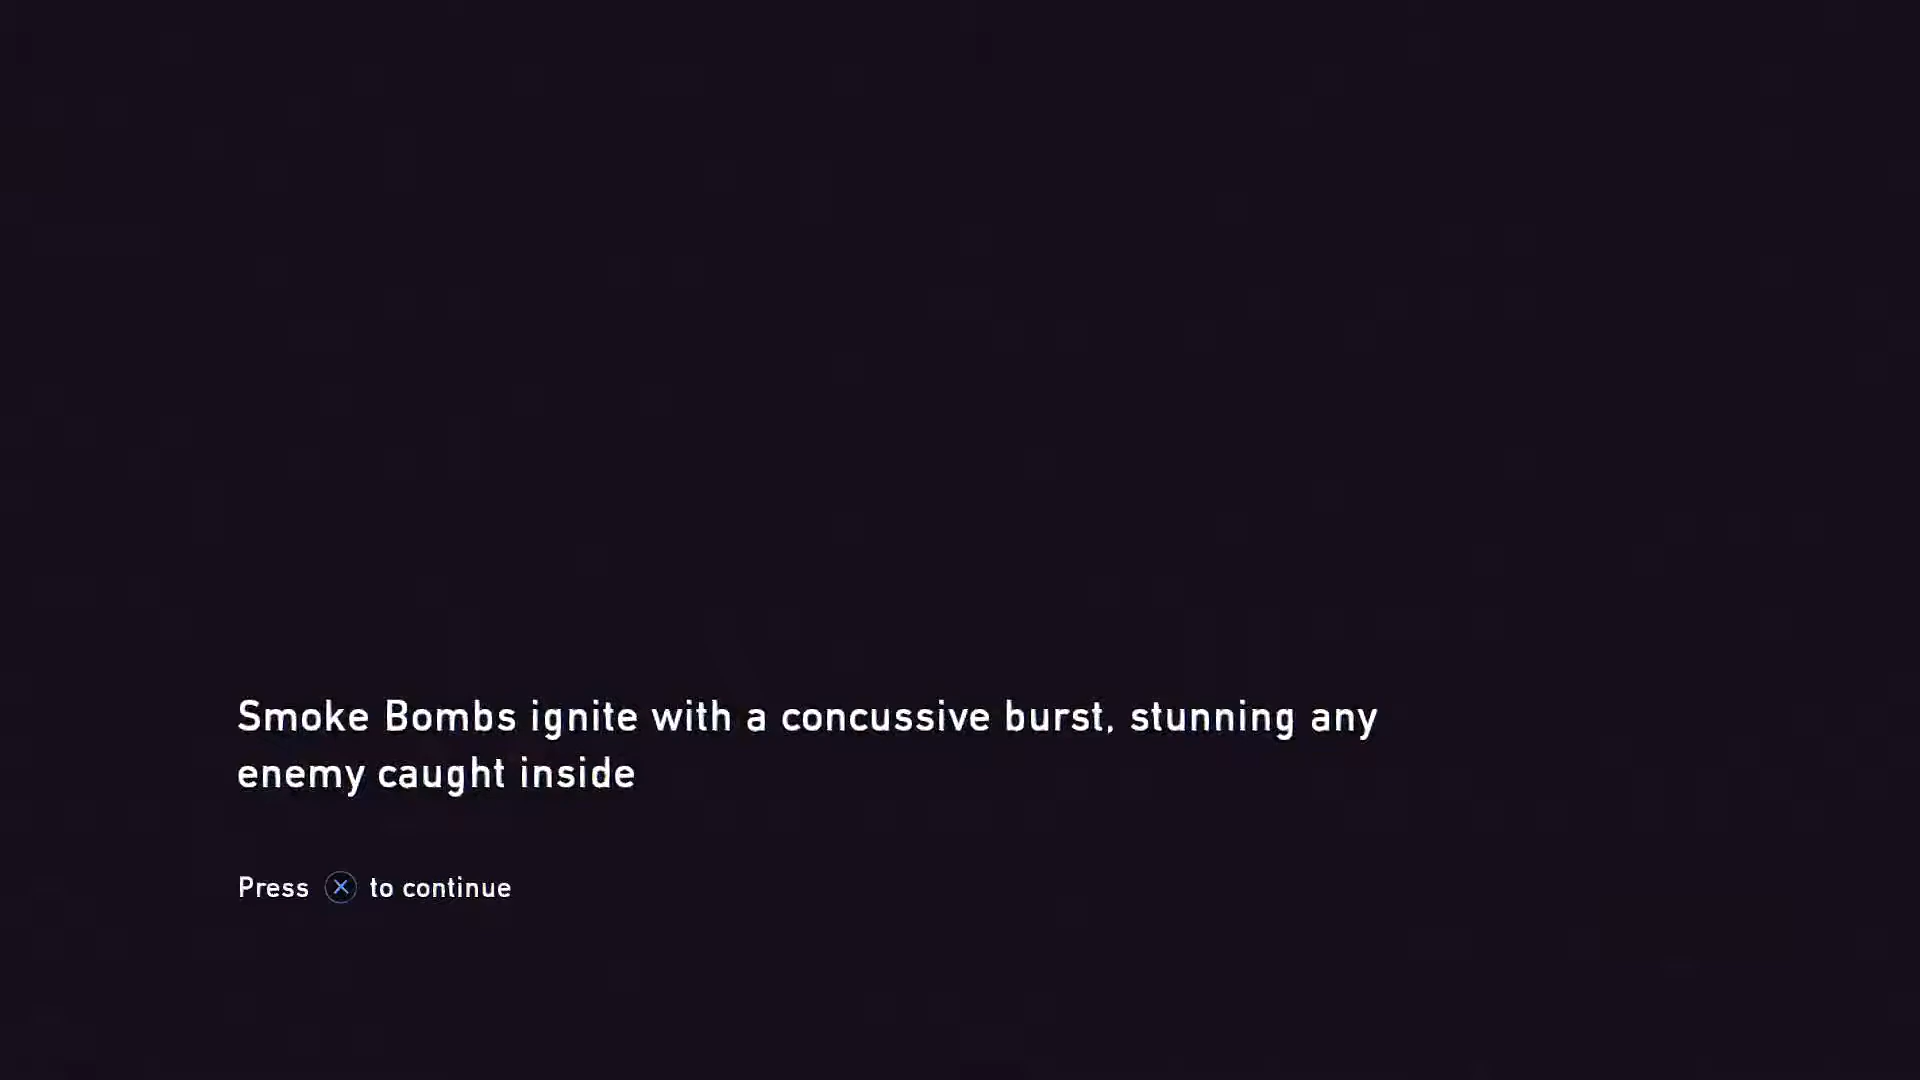 Smoke Bombs ignite with a concussive burst, stunning any
enemy caught inside
Press ⓧ to continue